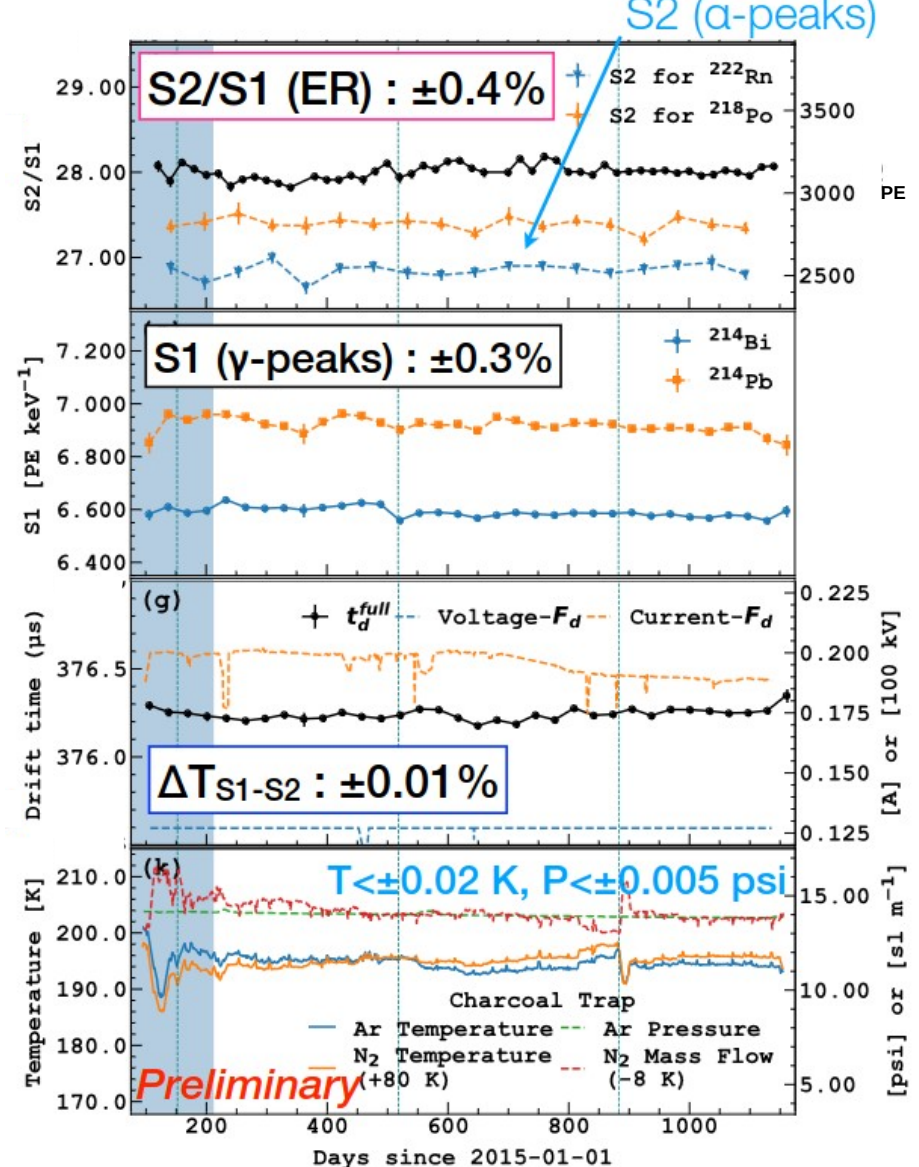 S2 (α-peaks)
S2/S1 (ER) : ±0.4%
S2 for ²²²Rn
S2 for ²¹⁸Po
29.00
28.00
27.00
S2/S1
3500
3000
2500
PE
S1 (γ-peaks) : ±0.3%
²¹⁴Bi
²¹⁴Pb
7.200
7.000
6.800
6.600
6.400
S1 [PE keV⁻¹]
(g)
t_d^full
Voltage-F_d
Current-F_d
376.5
376.0
Drift time (µs)
0.225
0.200
0.175
0.150
0.125
[A] or [100 kV]
ΔT_S1-S2 : ±0.01%
(k)
T<±0.02 K, P<±0.005 psi
210.0
200.0
190.0
180.0
170.0
Temperature [K]
15.00
10.00
5.00
[psi] or [sl m⁻¹]
Charcoal Trap
Ar Temperature
Ar Pressure
N₂ Temperature
(+80 K)
N₂ Mass Flow
(-8 K)
Preliminary
200 400 600 800 1000
Days since 2015-01-01